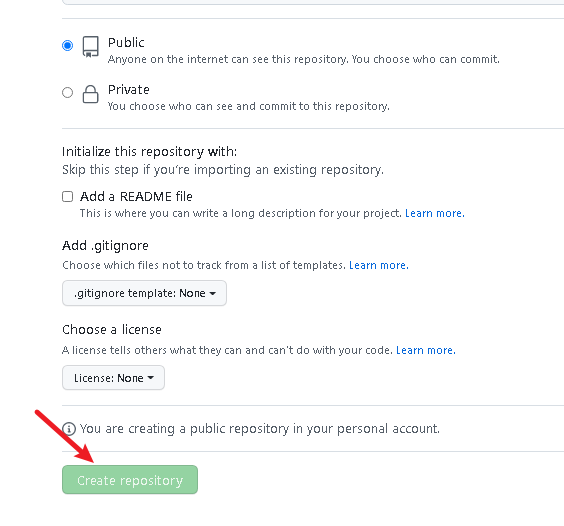 Public
Anyone on the internet can see this repository. You choose who can commit.
Private
You choose who can see and commit to this repository.
Initialize this repository with:
Skip this step if you're importing an existing repository.
Add a README file
This is where you can write a long description for your project. Learn more.
Add .gitignore
Choose which files not to track from a list of templates. Learn more.
.gitignore template: None
Choose a license
A license tells others what they can and can't do with your code. Learn more.
License: None
You are creating a public repository in your personal account.
Create repository